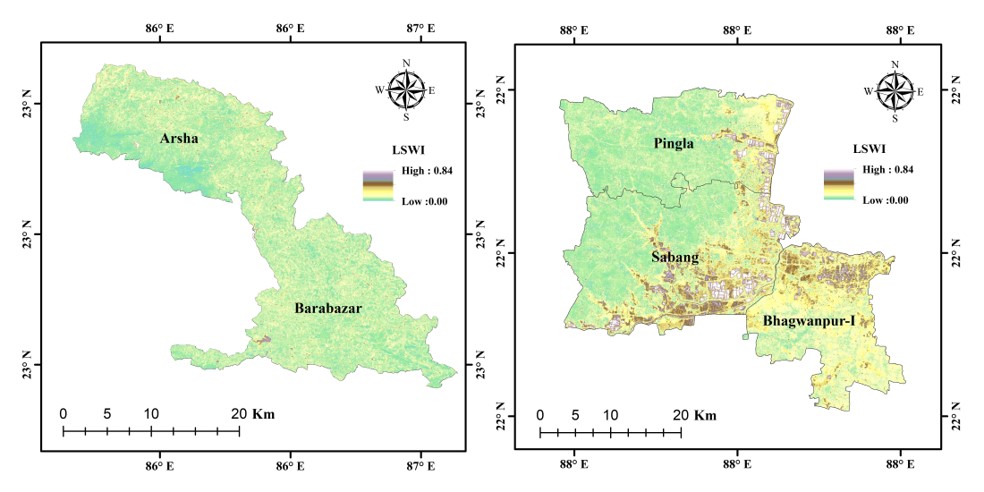 86° E 86° E 87° E
N
W E
S
23° N 23° N
Arsha
LSWI
High : 0.84
Low :0.00
23° N 23° N
Barabazar
23° N 23° N
0 5 10 20 Km
86° E 86° E 87° E
88° E 88° E 88° E
N
W E
S
22° N 22° N
Pingla
LSWI
High : 0.84
Low :0.00
22° N 22° N
Sabang
Bhagwanpur-I
22° N 22° N
0 5 10 20 Km
88° E 88° E 88° E